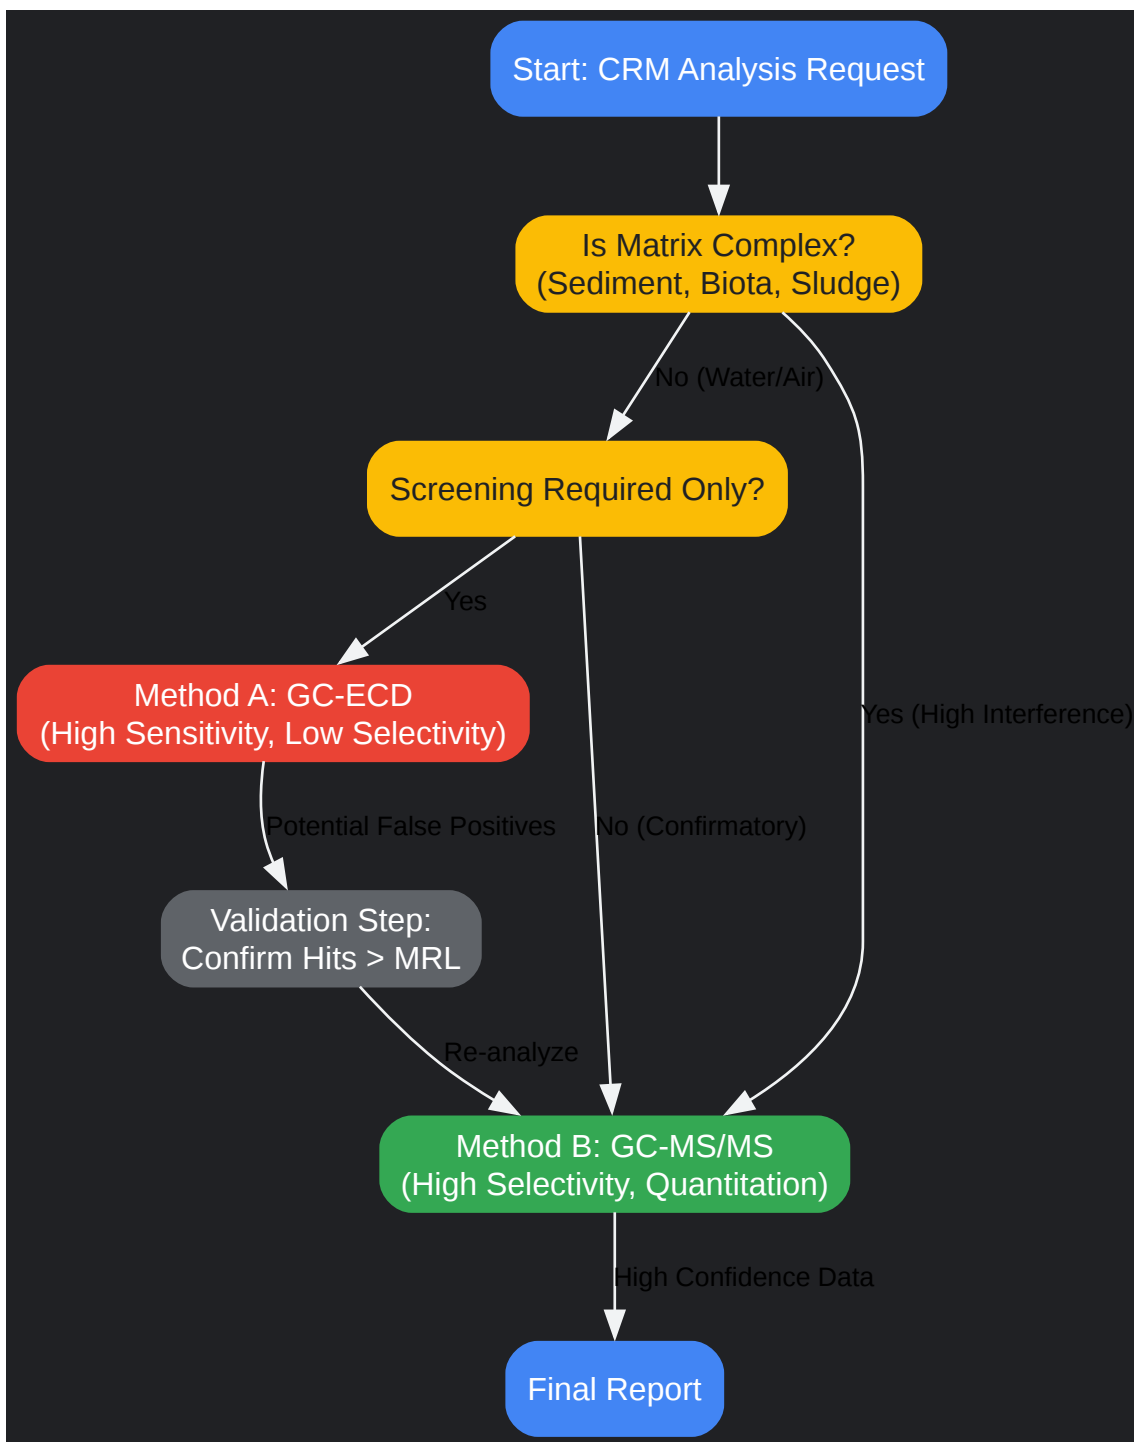 Start: CRM Analysis Request
Is Matrix Complex?
(Sediment, Biota, Sludge)
No (Water/Air)
Screening Required Only?
Yes
Method A: GC-ECD
(High Sensitivity, Low Selectivity)
Yes (High Interference)
Potential False Positives
No (Confirmatory)
Validation Step:
Confirm Hits > MRL
Re-analyze
Method B: GC-MS/MS
(High Selectivity, Quantitation)
High Confidence Data
Final Report